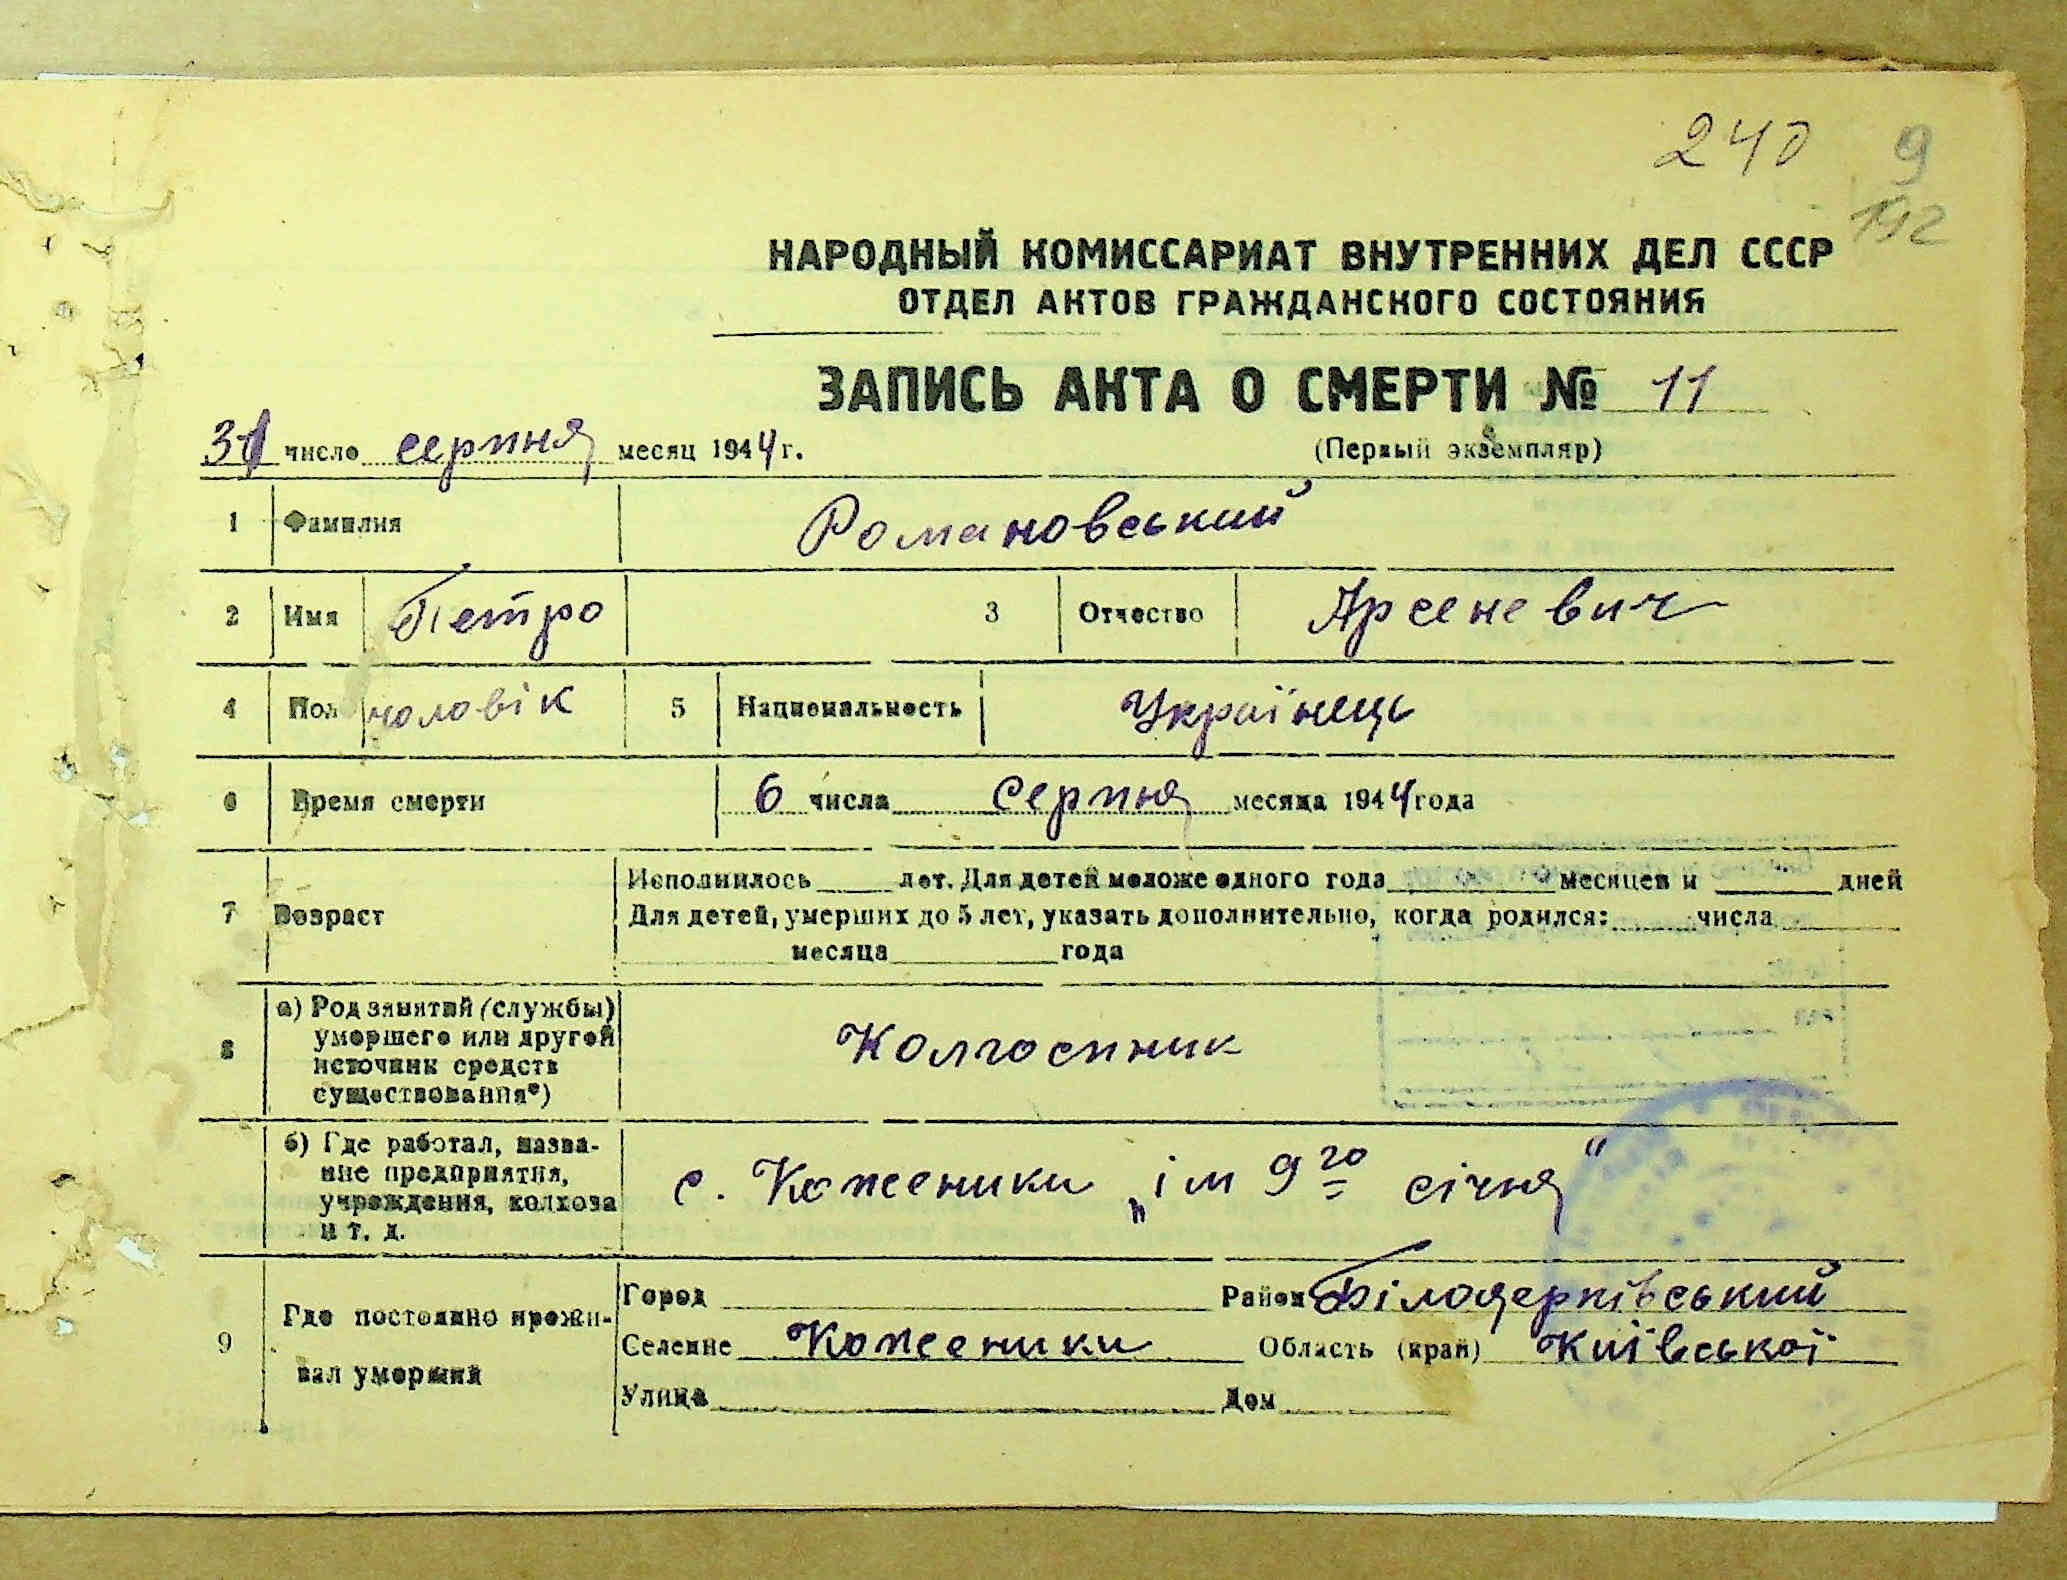 240 9
192
НАРОДНЫЙ КОМИССАРИАТ ВНУТРЕННИХ ДЕЛ СССР
ОТДЕЛ АКТОВ ГРАЖДАНСКОГО СОСТОЯНИЯ
ЗАПИСЬ АКТА О СМЕРТИ № 11
31 число серпня месяц 1944 г.
(Первый экземпляр)
1 Фамилия Романовський
2 Имя Петро 3 Отчество Арсеневич
4 Пол чоловік 5 Национальность Українець
6 Время смерти 6 числа серпня месяца 1944 года
7 Возраст
Исполнилось лет. Для детей моложе одного года месяцев и дней
Для детей, умерших до 5 лет, указать дополнительно, когда родился: числа
месяца года
8 а) Род занятий (службы)
умершего или другой
источник средств
существования*)
Колгоспник
б) Где работал, назва-
ние предприятия,
учреждения, колхоза
и т. д.
с. Кожееники „ім 9го січня"
9 Где постоянно прожи-
вал умерший
Город Район Білоцерківський
Селение Кожееники Область (край) Київської
Улица Дом